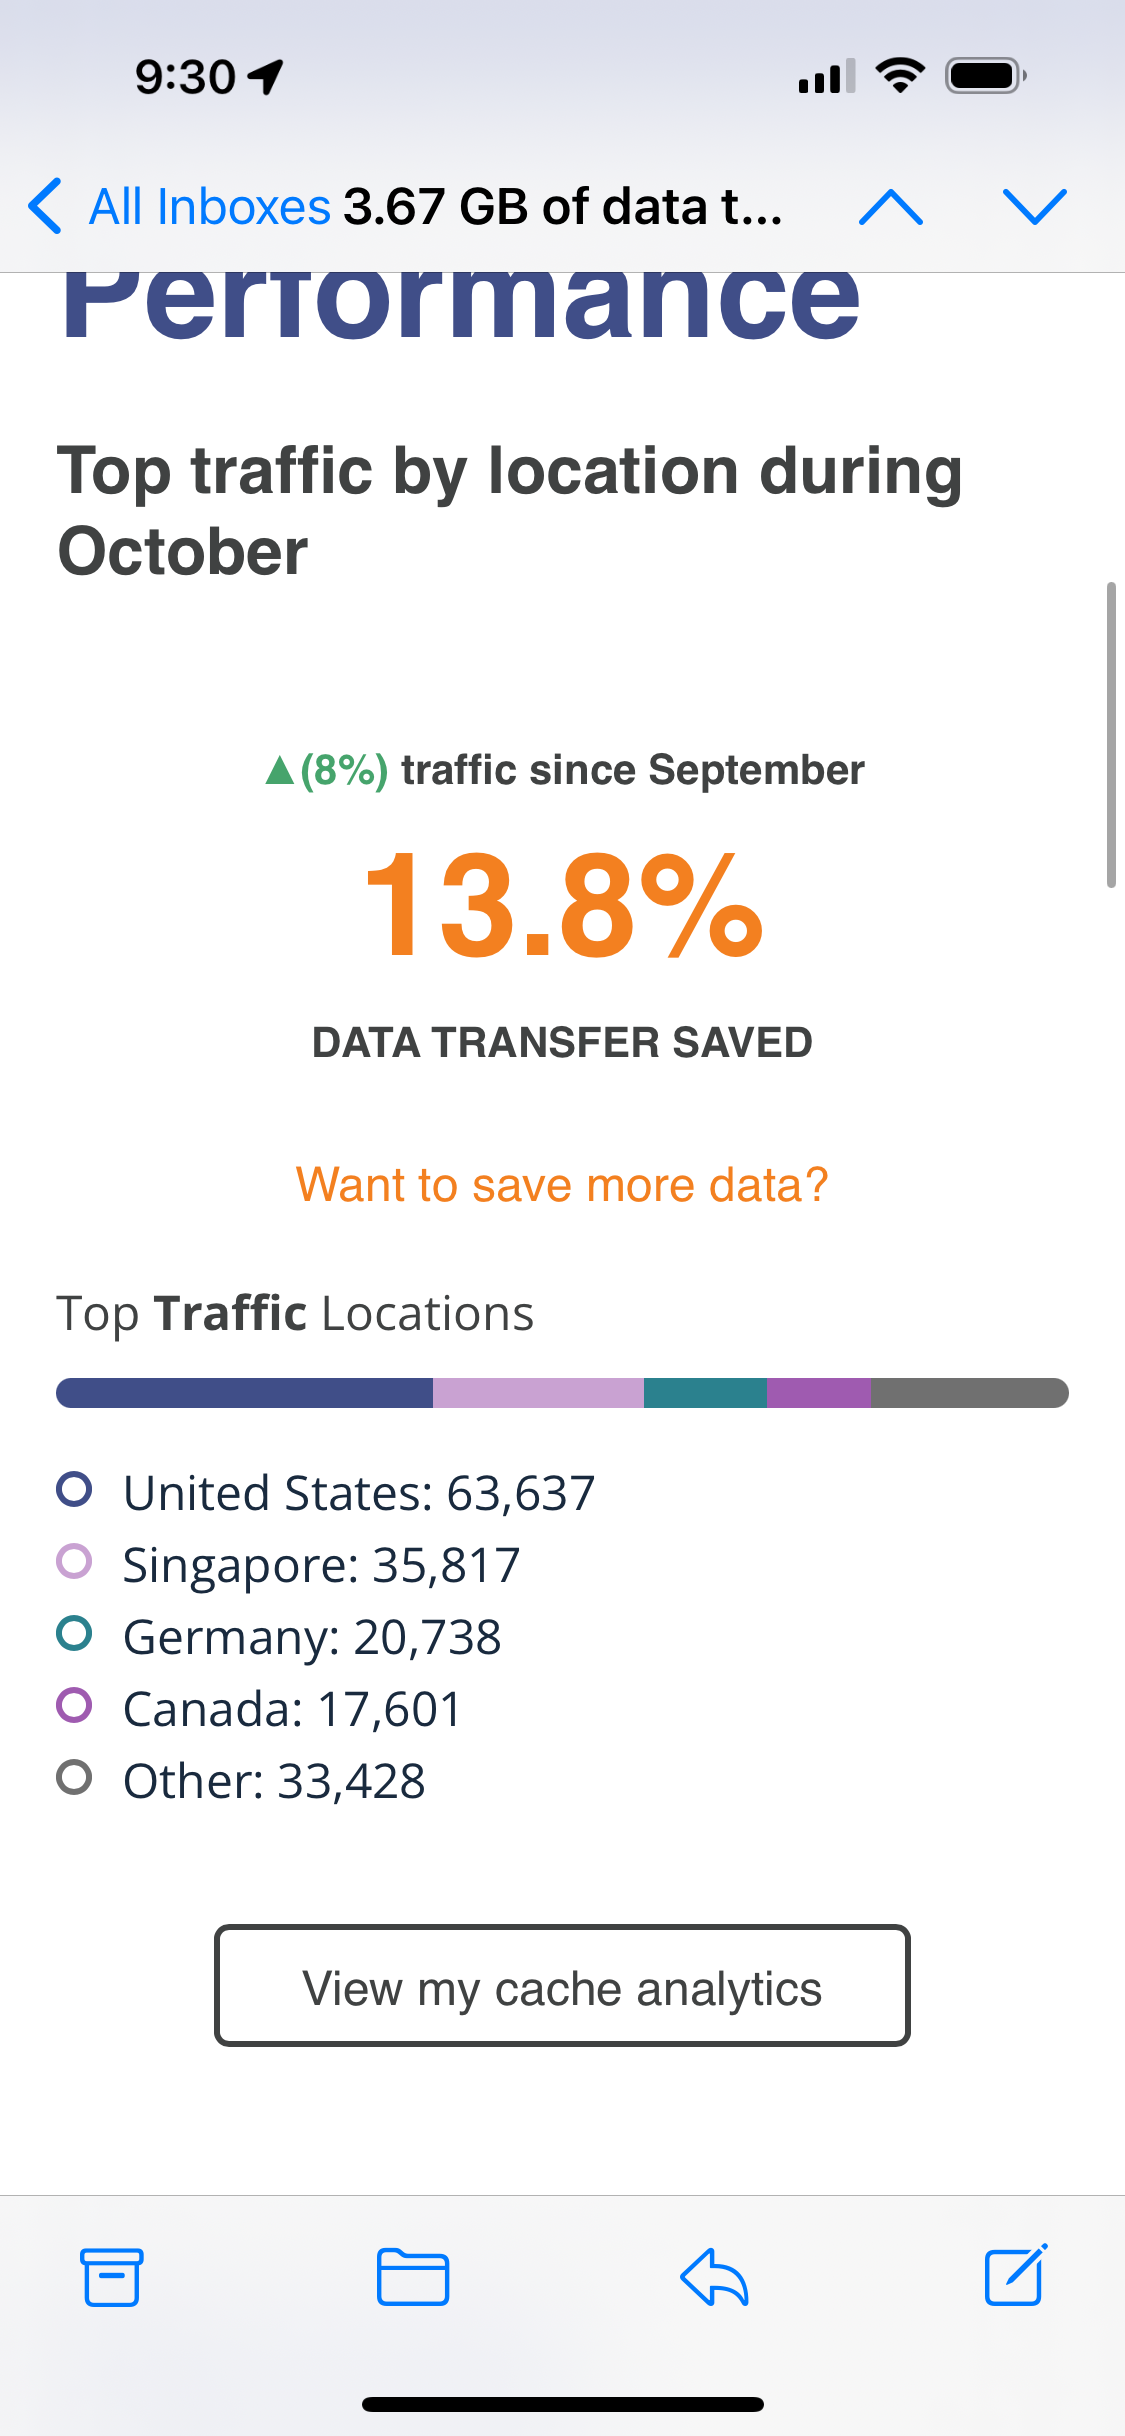 9:30
All Inboxes 3.67 GB of data t...
Performance
Top traffic by location during
October
▲(8%) traffic since September
13.8%
DATA TRANSFER SAVED
Want to save more data?
Top Traffic Locations
United States: 63,637
Singapore: 35,817
Germany: 20,738
Canada: 17,601
Other: 33,428
View my cache analytics